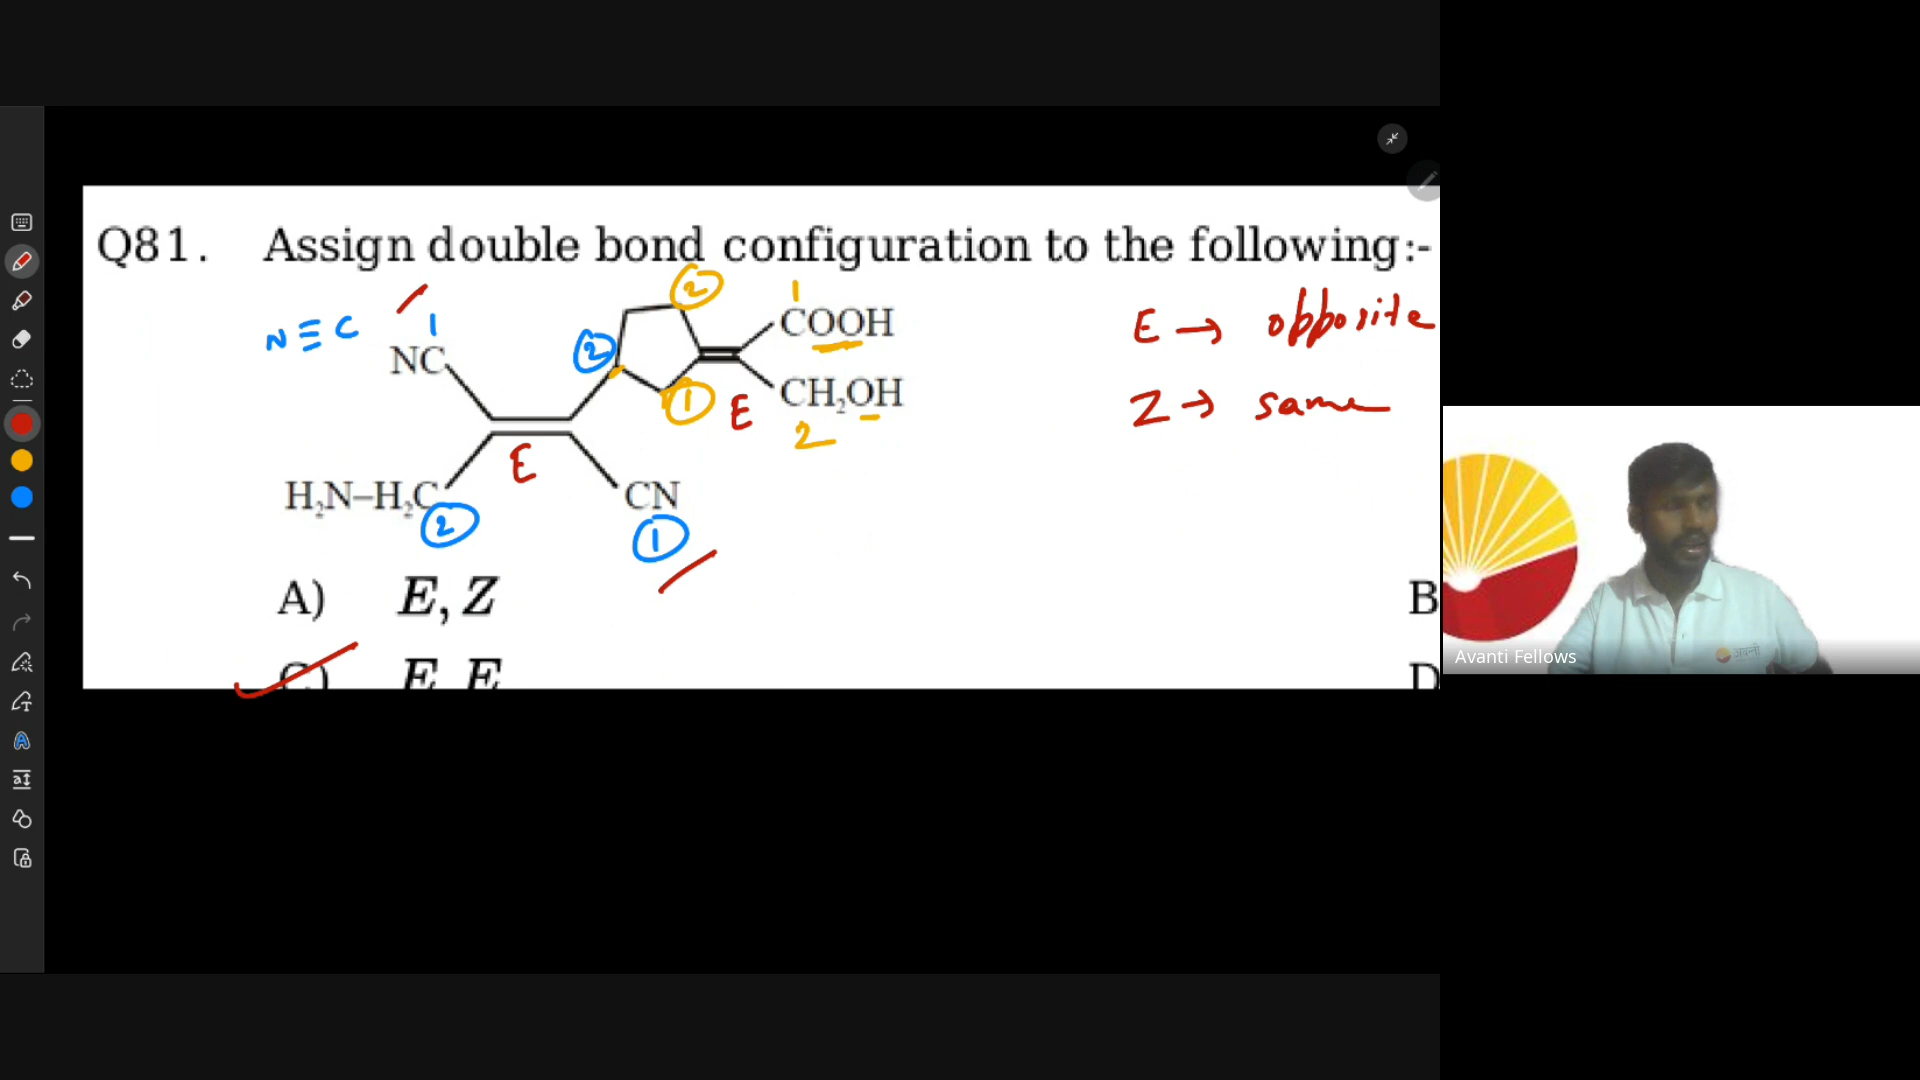 Q81. Assign double bond configuration to the following:-
N≡C
1
NC
2
2
1
COOH
CH₂OH
2
1
E
E
H₂N–H₂C
2
CN
1
E → opposite
Z → same
A) E, Z
B
C) E, E
D
Avanti Fellows